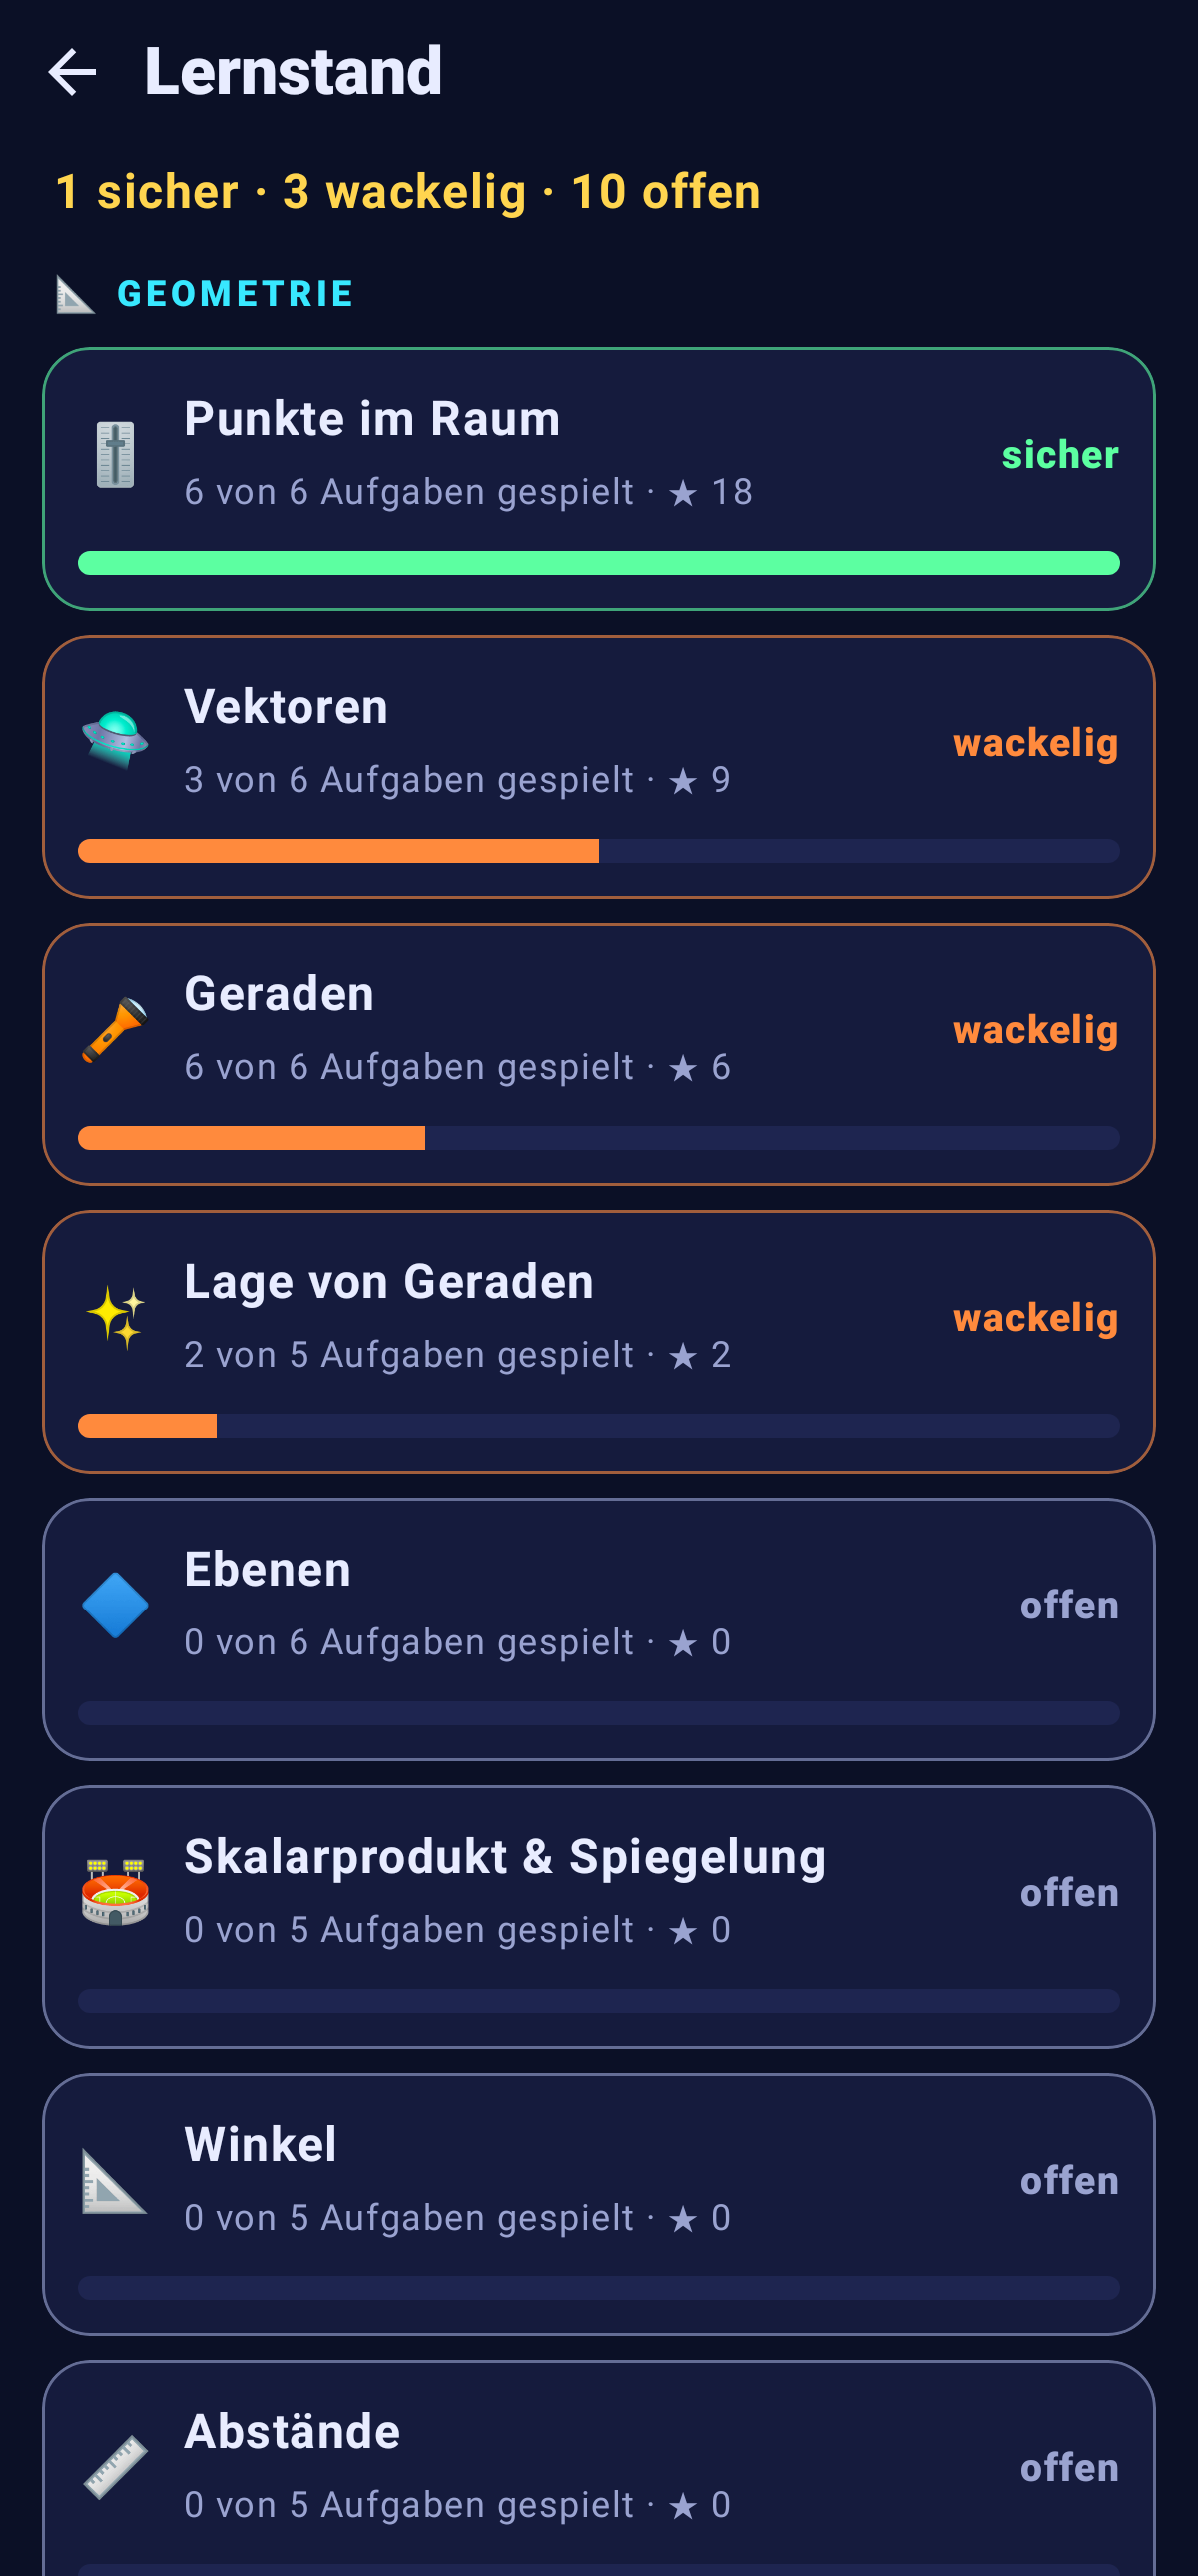 Lernstand
1 sicher · 3 wackelig · 10 offen
GEOMETRIE
Punkte im Raum
6 von 6 Aufgaben gespielt · ★ 18
sicher
Vektoren
3 von 6 Aufgaben gespielt · ★ 9
wackelig
Geraden
6 von 6 Aufgaben gespielt · ★ 6
wackelig
Lage von Geraden
2 von 5 Aufgaben gespielt · ★ 2
wackelig
Ebenen
0 von 6 Aufgaben gespielt · ★ 0
offen
Skalarprodukt & Spiegelung
0 von 5 Aufgaben gespielt · ★ 0
offen
Winkel
0 von 5 Aufgaben gespielt · ★ 0
offen
Abstände
0 von 5 Aufgaben gespielt · ★ 0
offen